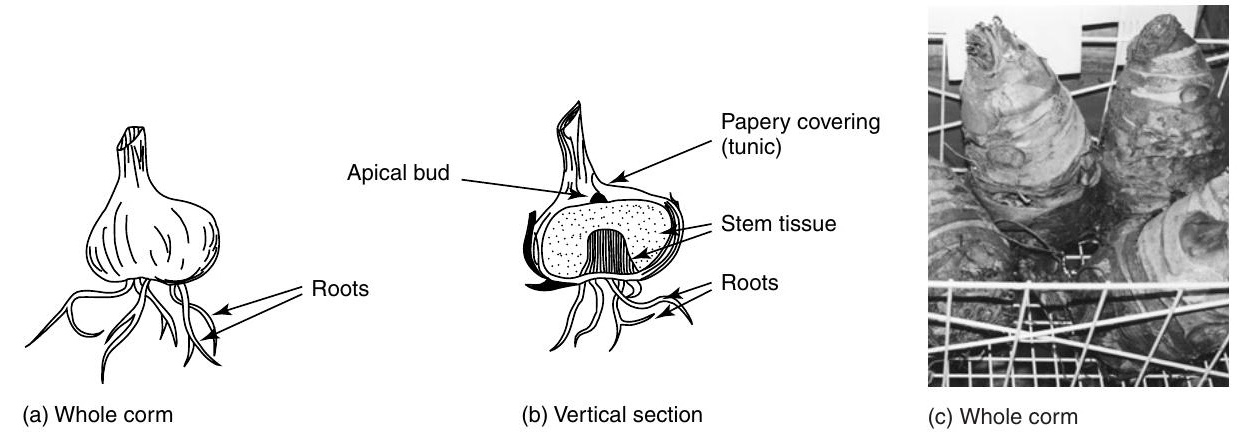 Roots
(a) Whole corm
Apical bud
Papery covering
(tunic)
Stem tissue
Roots
(b) Vertical section
(c) Whole corm